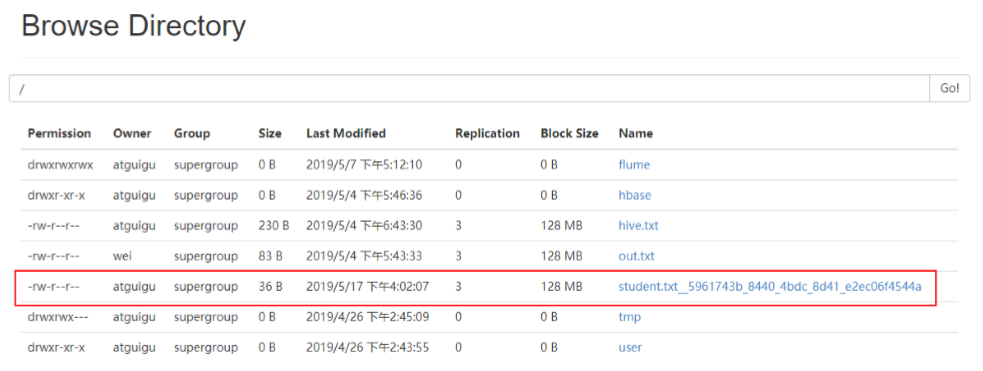 Browse Directory
/ Go!
Permission Owner Group Size Last Modified Replication Block Size Name
drwxrwxrwx atguigu supergroup 0 B 2019/5/7 下午5:12:10 0 0 B flume
drwxr-xr-x atguigu supergroup 0 B 2019/5/4 下午5:46:36 0 0 B hbase
-rw-r--r-- atguigu supergroup 230 B 2019/5/4 下午6:43:30 3 128 MB hive.txt
-rw-r--r-- wei supergroup 83 B 2019/5/4 下午5:43:33 3 128 MB out.txt
-rw-r--r-- atguigu supergroup 36 B 2019/5/17 下午4:02:07 3 128 MB student.txt__5961743b_8440_4bdc_8d41_e2ec06f4544a
drwxrwx--- atguigu supergroup 0 B 2019/4/26 下午2:45:09 0 0 B tmp
drwxr-xr-x atguigu supergroup 0 B 2019/4/26 下午2:43:55 0 0 B user